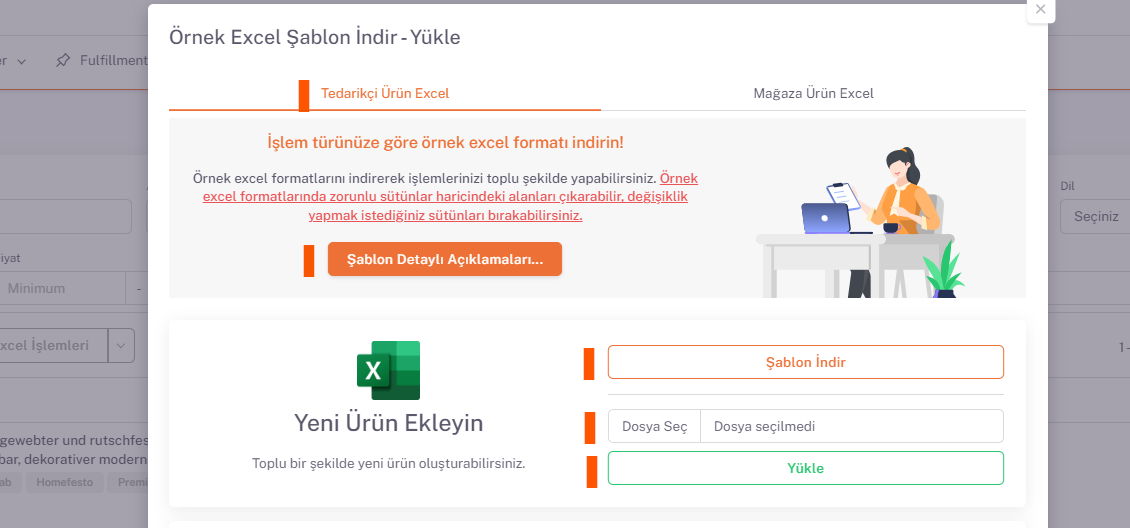 Örnek Excel Şablon İndir - Yükle
Fulfillment
Tedarikçi Ürün Excel
Mağaza Ürün Excel
İşlem türünüze göre örnek excel formatı indirin!
Örnek excel formatlarını indirerek işlemlerinizi toplu şekilde yapabilirsiniz. Örnek
excel formatlarında zorunlu sütünlar haricindeki alanları çıkarabilir, değişiklik
yapmak istediğiniz sütünları bırakabilirsiniz.
Dil
Seçiniz
Şablon Detaylı Açıklamaları...
iyat
Minimum
-
xcel İşlemleri
1 -
X
Yeni Ürün Ekleyin
Toplu bir şekilde yeni ürün oluşturabilirsiniz.
Şablon İndir
Dosya Seç
Dosya seçilmedi
Yükle
gewebter und rutschfes
bar, dekorativer modern
ab
Homefesto
Premi